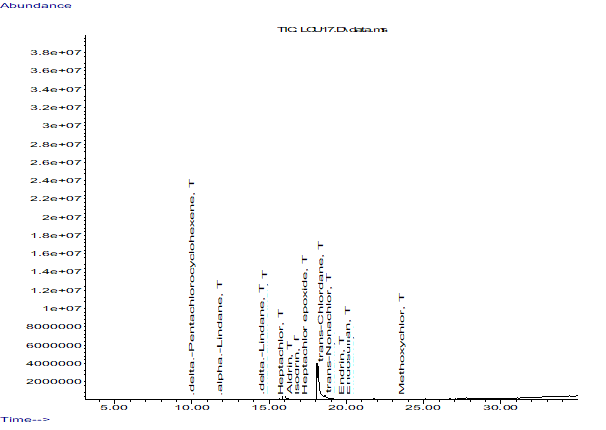 Abundance
TIC: LCU17.D\data.ms
3.8e+07
3.6e+07
3.4e+07
3.2e+07
3e+07
2.8e+07
2.6e+07
2.4e+07
2.2e+07
2e+07
1.8e+07
1.6e+07
1.4e+07
1.2e+07
1e+07
8000000
6000000
4000000
2000000
.delta.-Pentachlorocyclohexene, T
.alpha.-Lindane, T
.delta.-Lindane, T
, T
Heptachlor, T
Aldrin, T
Isodrin, T
Heptachlor epoxide, T
trans-Chlordane, T
trans-Nonachlor, T
Endrin, T
Endosulfan, T
Methoxychlor, T
5.00
10.00
15.00
20.00
25.00
30.00
Time-->